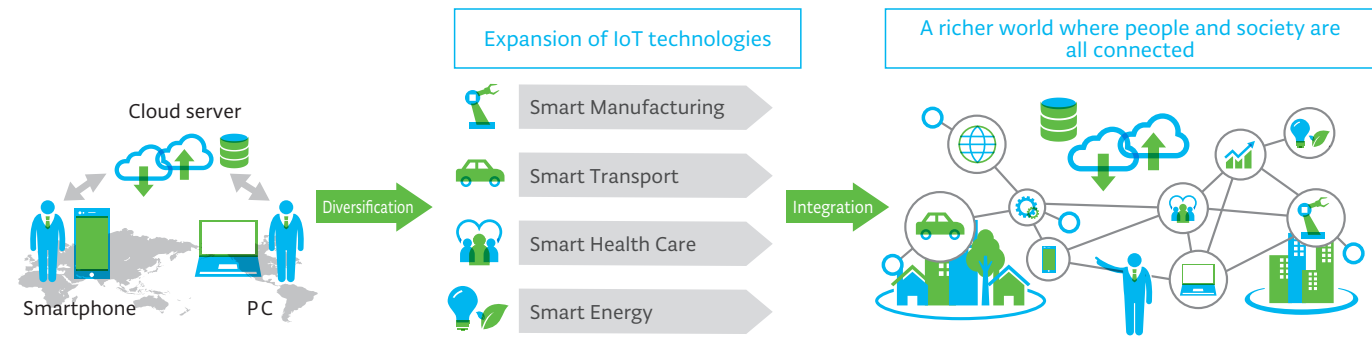 Cloud server
Smartphone
PC
Diversification
Expansion of IoT technologies
Smart Manufacturing
Smart Transport
Smart Health Care
Smart Energy
Integration
A richer world where people and society are
all connected